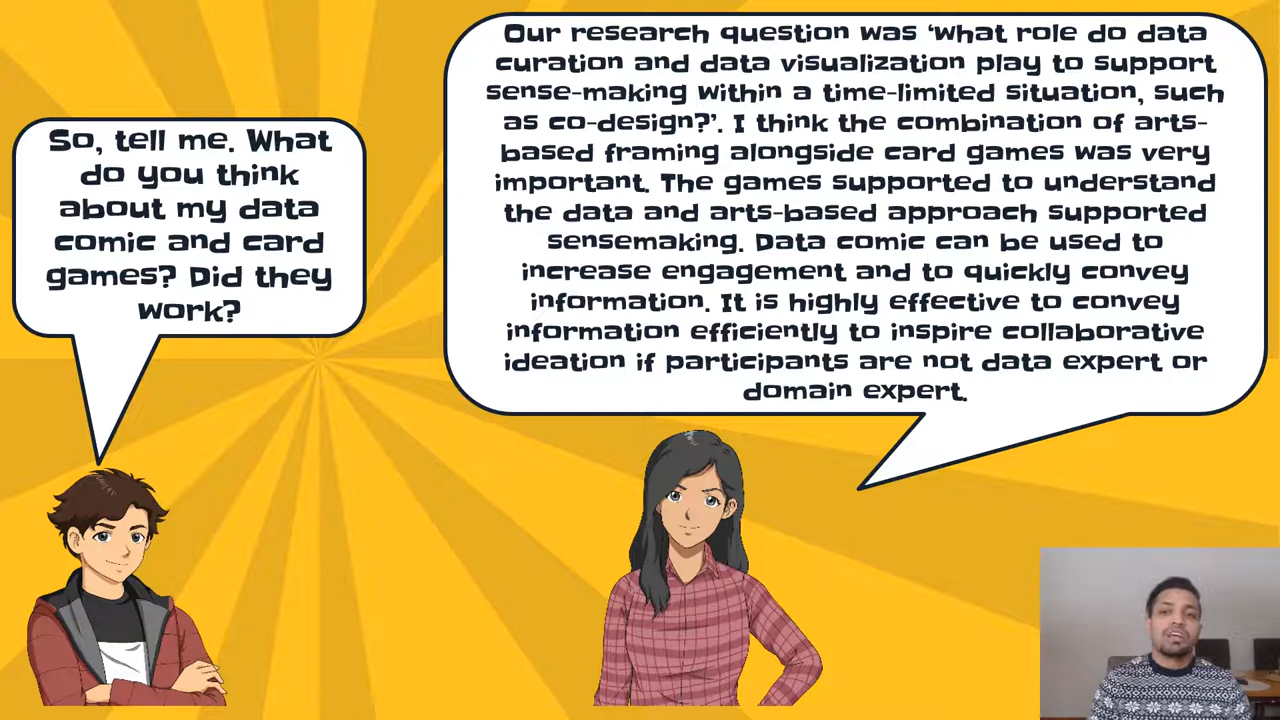 So, tell me. What
do you think
about my data
comic and card
games? Did they
work?
Our research question was ‘what role do data
curation and data visualization play to support
sense-making within a time-limited situation, such
as co-design?’. I think the combination of arts-
based framing alongside card games was very
important. The games supported to understand
the data and arts-based approach supported
sensemaking. Data comic can be used to
increase engagement and to quickly convey
information. It is highly effective to convey
information efficiently to inspire collaborative
ideation if participants are not data expert or
domain expert.